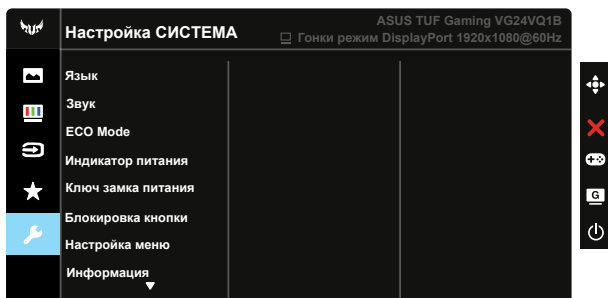 Настройка СИСТЕМА
ASUS TUF Gaming VG24VQ1B
Гонки режим DisplayPort 1920x1080@60Hz
Язык
Звук
ECO Mode
Индикатор питания
Ключ замка питания
Блокировка кнопки
Настройка меню
Информация
G